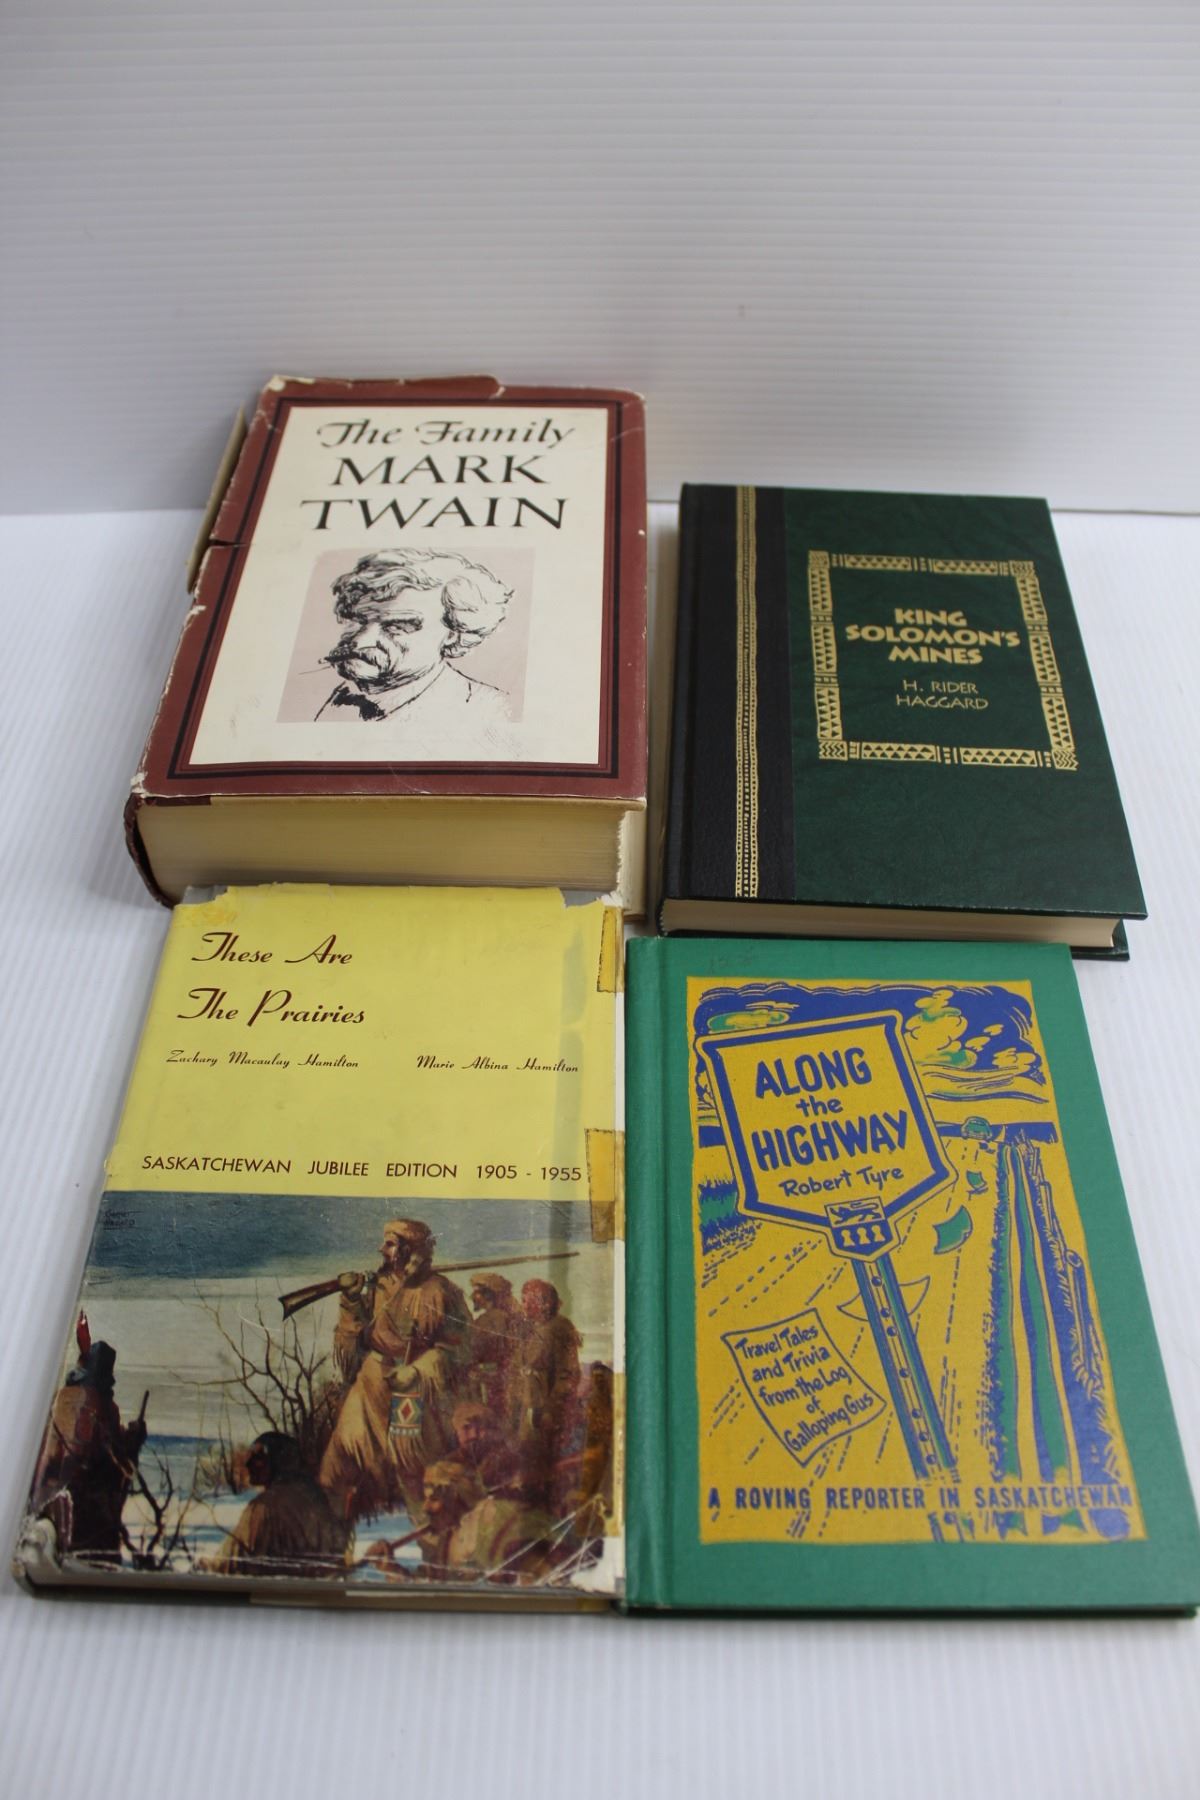 The Family
MARK
TWAIN
KING
SOLOMON'S
MINES
H. RIDER
HAGGARD
These Are
The Prairies
Zachary Macaulay Hamilton Marie Albina Hamilton
SASKATCHEWAN JUBILEE EDITION 1905 - 1955
ALONG
the
HIGHWAY
Robert Tyre
Travel Tales
and Trivia
from the Log
of
Galloping Gus
A ROVING REPORTER IN SASKATCHEWAN